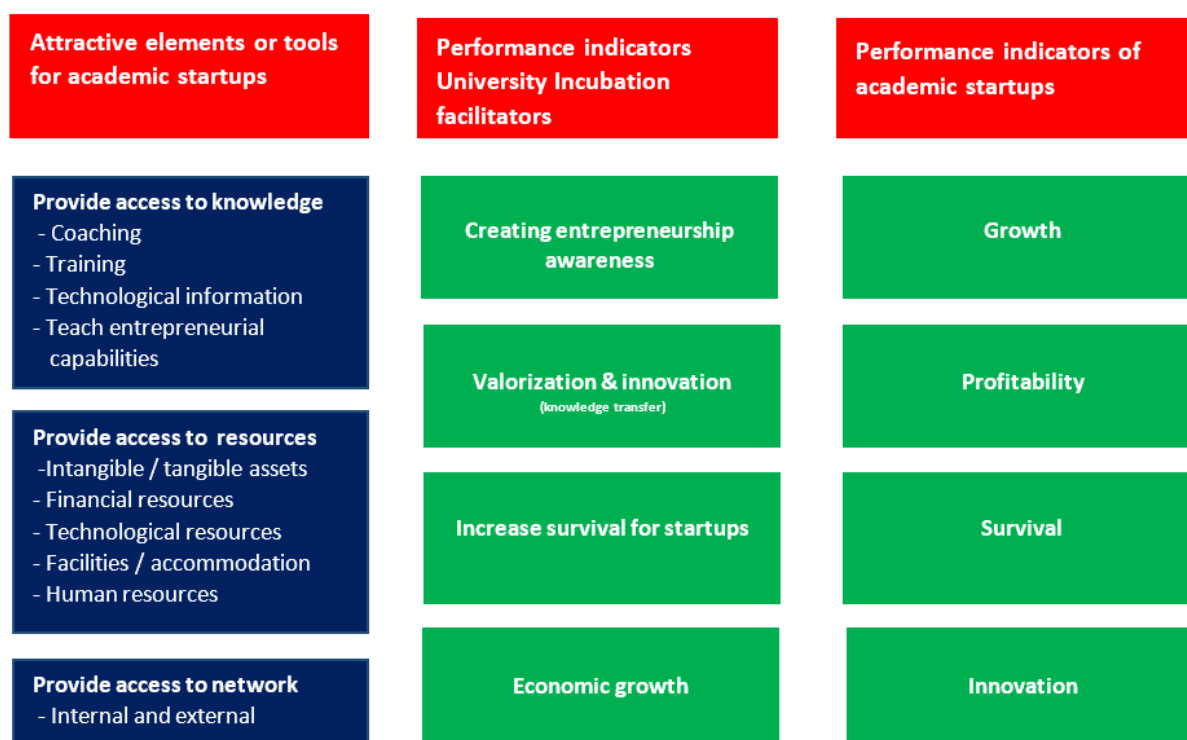 Attractive elements or tools
for academic startups
Provide access to knowledge
- Coaching
- Training
- Technological information
- Teach entrepreneurial
capabilities
Provide access to resources
-Intangible / tangible assets
- Financial resources
- Technological resources
- Facilities / accommodation
- Human resources
Provide access to network
- Internal and external
Performance indicators
University Incubation
facilitators
Creating entrepreneurship
awareness
Valorization & innovation
(knowledge transfer)
Increase survival for startups
Economic growth
Performance indicators of
academic startups
Growth
Profitability
Survival
Innovation